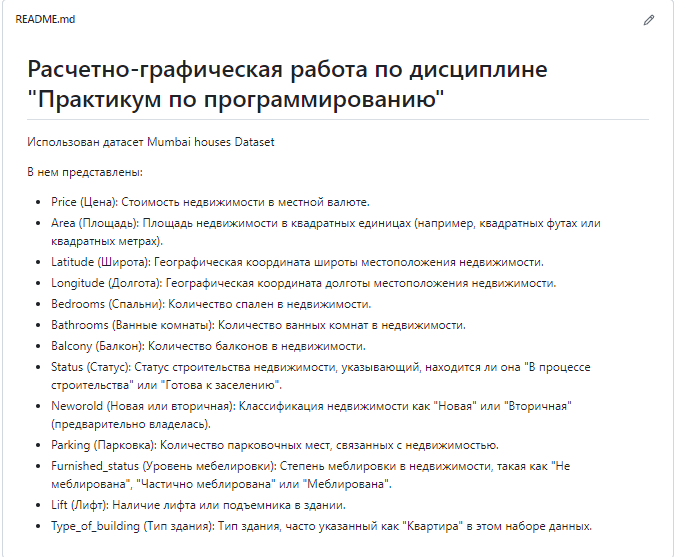 README.md
Расчетно-графическая работа по дисциплине
"Практикум по программированию"
Использован датасет Mumbai houses Dataset
В нем представлены:
Price (Цена): Стоимость недвижимости в местной валюте.
Area (Площадь): Площадь недвижимости в квадратных единицах (например, квадратных футах или
квадратных метрах).
Latitude (Широта): Географическая координата широты местоположения недвижимости.
Longitude (Долгота): Географическая координата долготы местоположения недвижимости.
Bedrooms (Спальни): Количество спален в недвижимости.
Bathrooms (Ванные комнаты): Количество ванных комнат в недвижимости.
Balcony (Балкон): Количество балконов в недвижимости.
Status (Статус): Статус строительства недвижимости, указывающий, находится ли она "В процессе
строительства" или "Готова к заселению".
Neworold (Новая или вторичная): Классификация недвижимости как "Новая" или "Вторичная"
(предварительно владелась).
Parking (Парковка): Количество парковочных мест, связанных с недвижимостью.
Furnished_status (Уровень мебелировки): Степень меблировки в недвижимости, такая как "Не
меблирована", "Частично меблирована" или "Меблирована".
Lift (Лифт): Наличие лифта или подъемника в здании.
Type_of_building (Тип здания): Тип здания, часто указанный как "Квартира" в этом наборе данных.